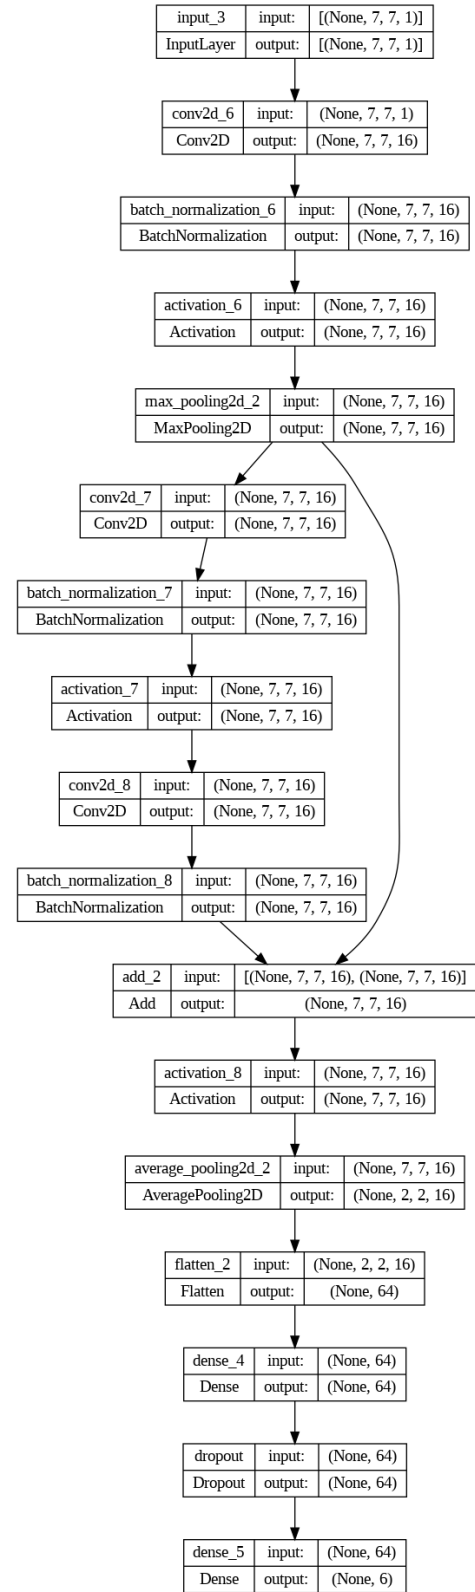 input_3 input: [(None, 7, 7, 1)]
InputLayer output: [(None, 7, 7, 1)]
conv2d_6 input: (None, 7, 7, 1)
Conv2D output: (None, 7, 7, 16)
batch_normalization_6 input: (None, 7, 7, 16)
BatchNormalization output: (None, 7, 7, 16)
activation_6 input: (None, 7, 7, 16)
Activation output: (None, 7, 7, 16)
max_pooling2d_2 input: (None, 7, 7, 16)
MaxPooling2D output: (None, 7, 7, 16)
conv2d_7 input: (None, 7, 7, 16)
Conv2D output: (None, 7, 7, 16)
batch_normalization_7 input: (None, 7, 7, 16)
BatchNormalization output: (None, 7, 7, 16)
activation_7 input: (None, 7, 7, 16)
Activation output: (None, 7, 7, 16)
conv2d_8 input: (None, 7, 7, 16)
Conv2D output: (None, 7, 7, 16)
batch_normalization_8 input: (None, 7, 7, 16)
BatchNormalization output: (None, 7, 7, 16)
add_2 input: [(None, 7, 7, 16), (None, 7, 7, 16)]
Add output: (None, 7, 7, 16)
activation_8 input: (None, 7, 7, 16)
Activation output: (None, 7, 7, 16)
average_pooling2d_2 input: (None, 7, 7, 16)
AveragePooling2D output: (None, 2, 2, 16)
flatten_2 input: (None, 2, 2, 16)
Flatten output: (None, 64)
dense_4 input: (None, 64)
Dense output: (None, 64)
dropout input: (None, 64)
Dropout output: (None, 64)
dense_5 input: (None, 64)
Dense output: (None, 6)